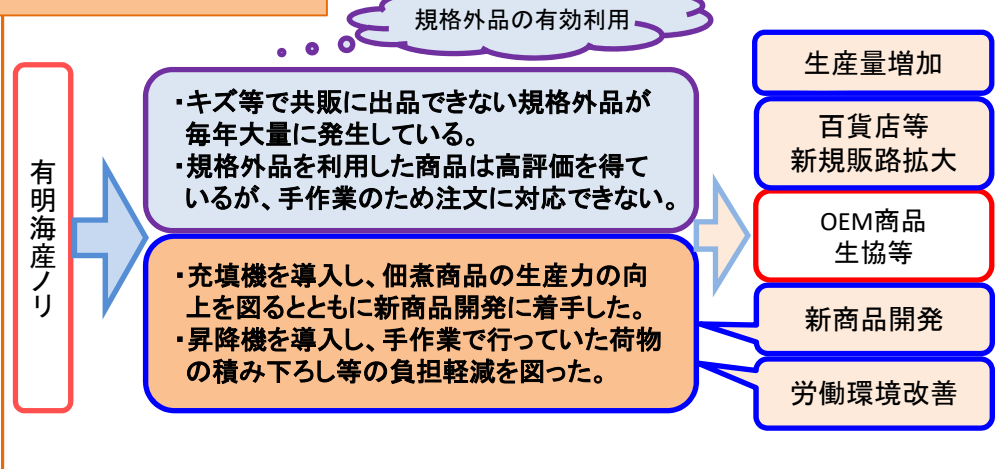 規格外品の有効利用
有明海産ノリ
・キズ等で共販に出品できない規格外品が
毎年大量に発生している。
・規格外品を利用した商品は高評価を得て
いるが、手作業のため注文に対応できない。
・充填機を導入し、佃煮商品の生産力の向
上を図るとともに新商品開発に着手した。
・昇降機を導入し、手作業で行っていた荷物
の積み下ろし等の負担軽減を図った。
生産量増加
百貨店等
新規販路拡大
OEM商品
生協等
新商品開発
労働環境改善